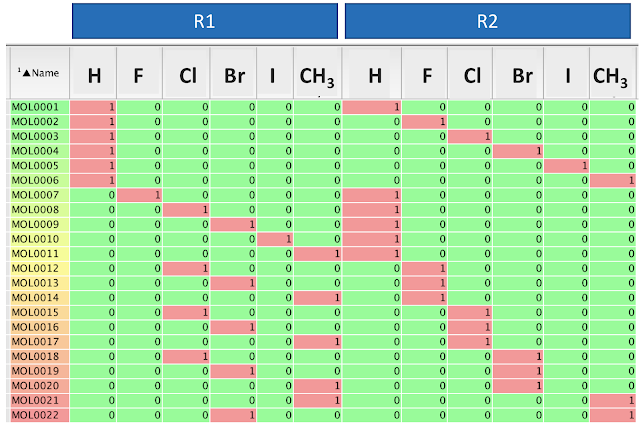 R1 R2
1▲Name H F Cl Br I CH3 H F Cl Br I CH3
MOL0001 1 0 0 0 0 0 1 0 0 0 0 0
MOL0002 1 0 0 0 0 0 0 1 0 0 0 0
MOL0003 1 0 0 0 0 0 0 0 1 0 0 0
MOL0004 1 0 0 0 0 0 0 0 0 1 0 0
MOL0005 1 0 0 0 0 0 0 0 0 0 1 0
MOL0006 1 0 0 0 0 0 0 0 0 0 0 1
MOL0007 0 1 0 0 0 0 1 0 0 0 0 0
MOL0008 0 0 1 0 0 0 1 0 0 0 0 0
MOL0009 0 0 0 1 0 0 1 0 0 0 0 0
MOL0010 0 0 0 0 1 0 1 0 0 0 0 0
MOL0011 0 0 0 0 0 1 1 0 0 0 0 0
MOL0012 0 0 1 0 0 0 0 1 0 0 0 0
MOL0013 0 0 0 1 0 0 0 1 0 0 0 0
MOL0014 0 0 0 0 0 1 0 1 0 0 0 0
MOL0015 0 0 1 0 0 0 0 0 1 0 0 0
MOL0016 0 0 0 1 0 0 0 0 1 0 0 0
MOL0017 0 0 0 0 0 1 0 0 1 0 0 0
MOL0018 0 0 1 0 0 0 0 0 0 1 0 0
MOL0019 0 0 0 1 0 0 0 0 0 1 0 0
MOL0020 0 0 0 0 0 1 0 0 0 1 0 0
MOL0021 0 0 0 0 0 1 0 0 0 0 0 1
MOL0022 0 0 0 1 0 0 0 0 0 0 0 1